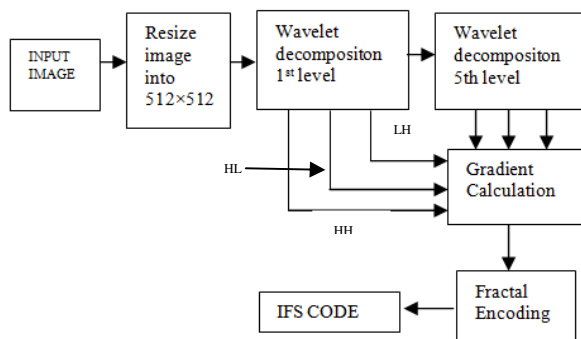 INPUT
IMAGE
Resize
image
into
512×512
Wavelet
decompositon
1st level
Wavelet
decompositon
5th level
LH
HL
HH
Gradient
Calculation
Fractal
Encoding
IFS CODE